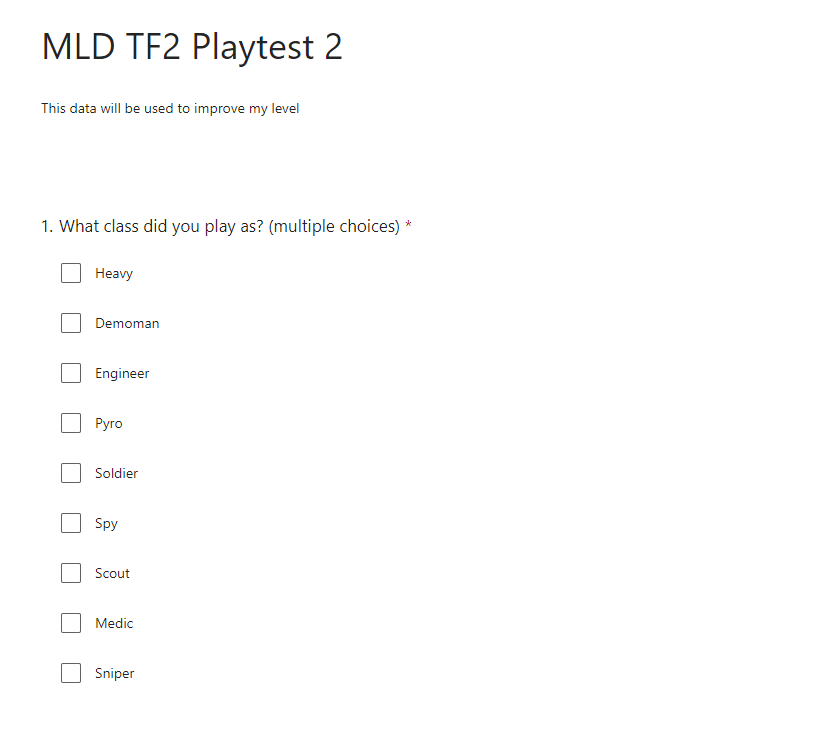 MLD TF2 Playtest 2
This data will be used to improve my level
1. What class did you play as? (multiple choices) *
Heavy
Demoman
Engineer
Pyro
Soldier
Spy
Scout
Medic
Sniper